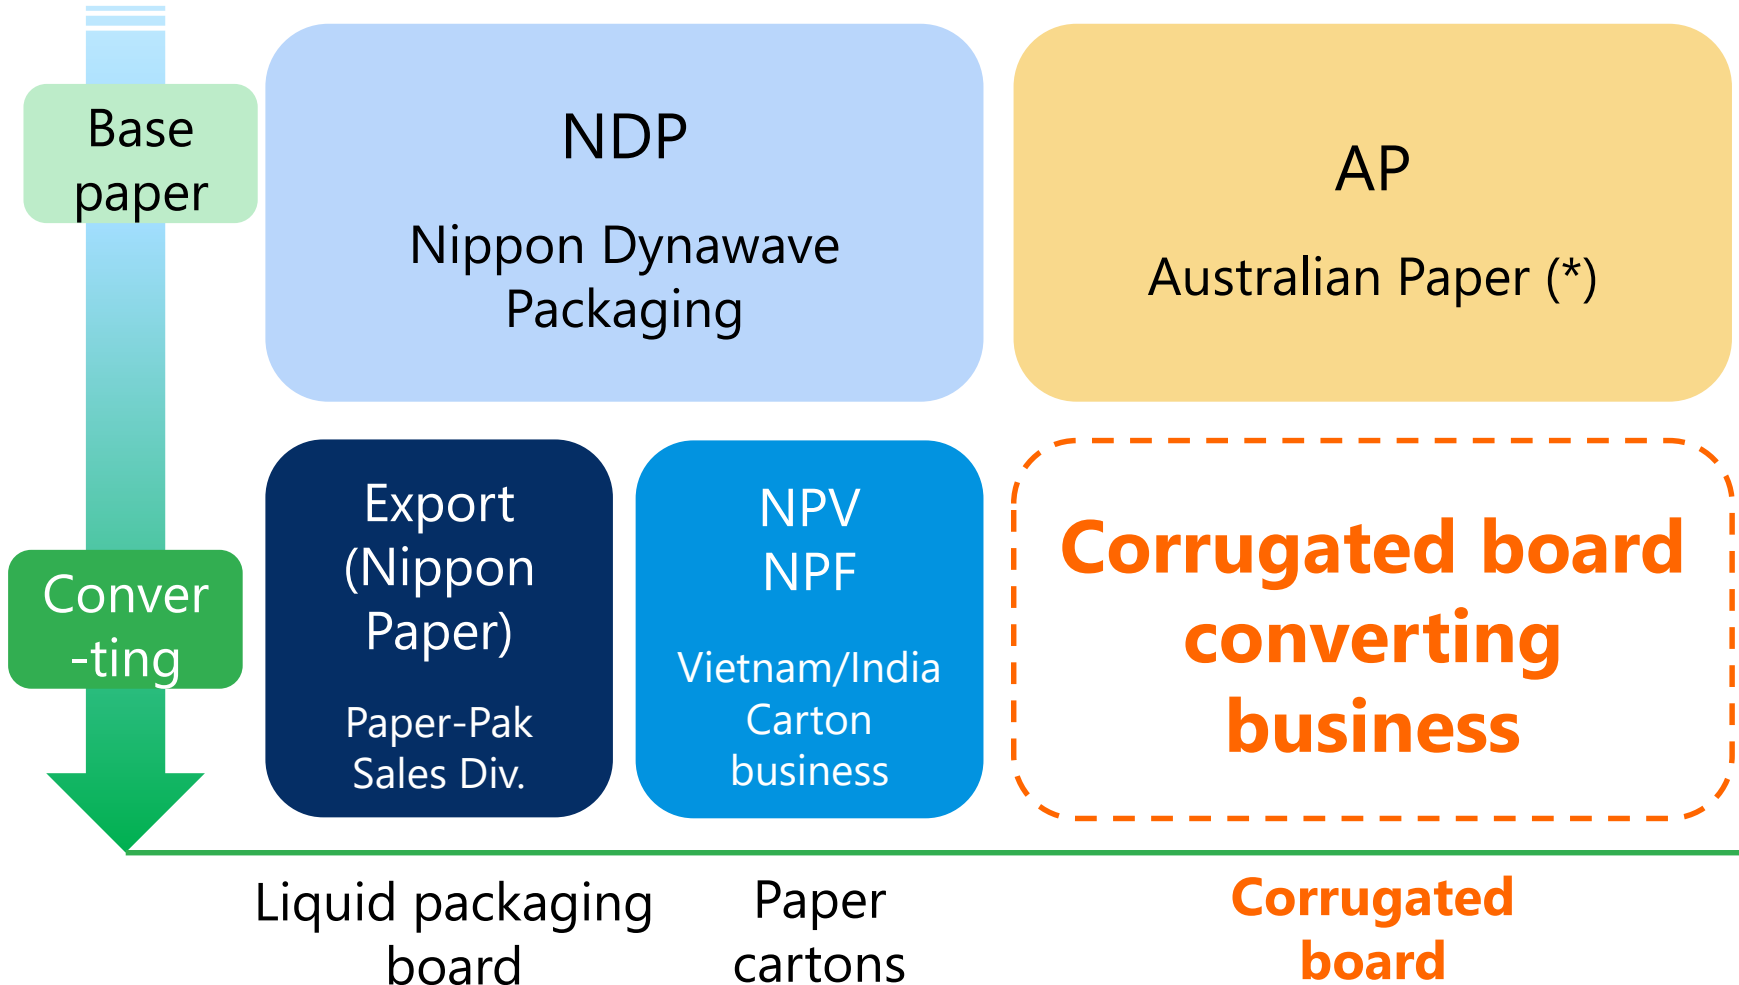 Base
paper
NDP
Nippon Dynawave
Packaging
AP
Australian Paper (*)
Conver
-ting
Export
(Nippon
Paper)
Paper-Pak
Sales Div.
NPV
NPF
Vietnam/India
Carton
business
Corrugated board
converting
business
Liquid packaging
board
Paper
cartons
Corrugated
board